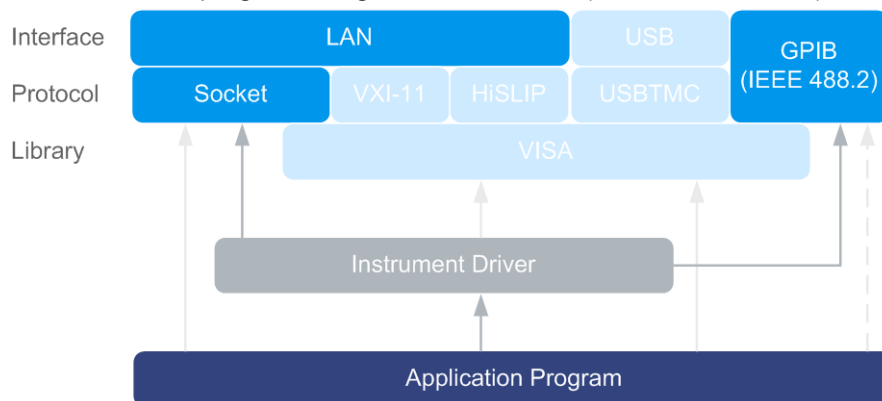 Interface
LAN
USB
GPIB
(IEEE 488.2)
Protocol
Socket
VXI-11
HiSLIP
USBTMC
Library
VISA
Instrument Driver
Application Program